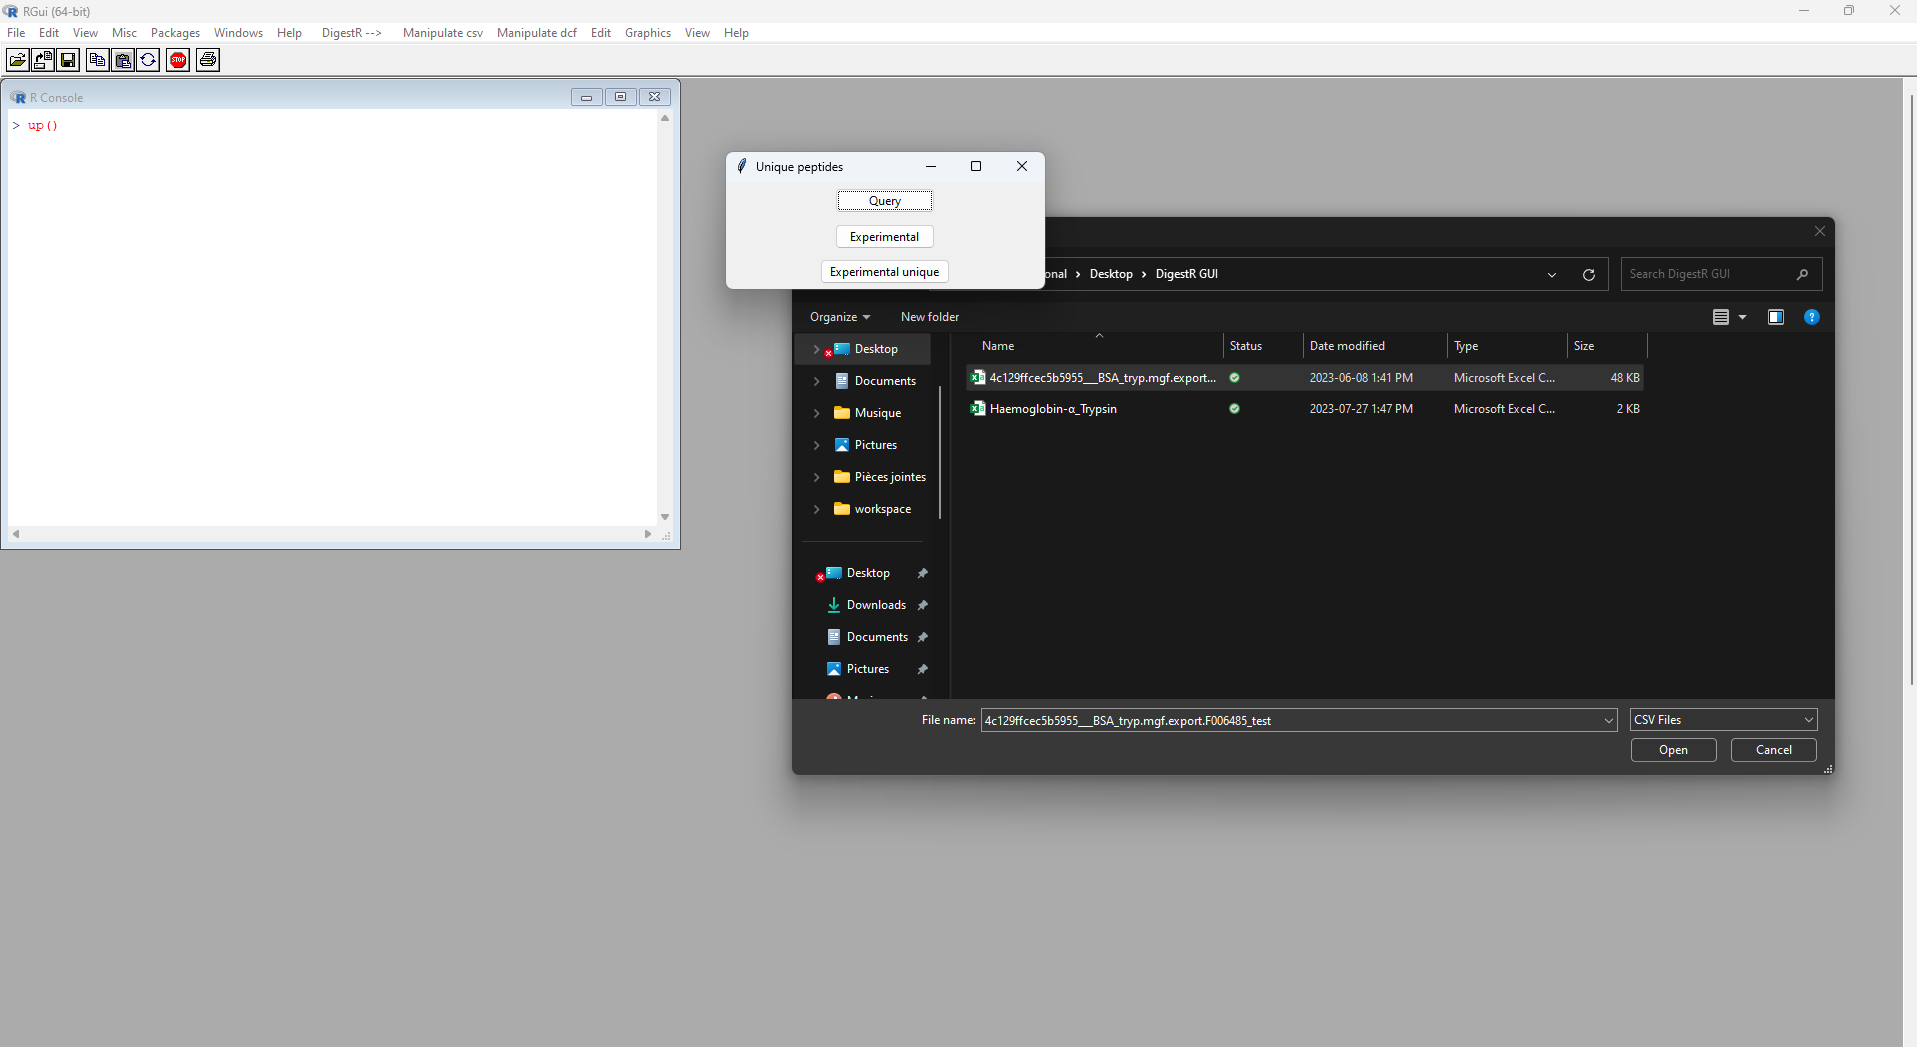 RGui (64-bit)
File Edit View Misc Packages Windows Help DigestR --> Manipulate csv Manipulate dcf Edit Graphics View Help
STOP
R Console
> up()
Unique peptides
Query
Experimental
Experimental unique
onal > Desktop > DigestR GUI
Search DigestR GUI
Organize
New folder
Name Status Date modified Type Size
4c129ffcec5b5955__BSA_tryp.mgf.export... 2023-06-08 1:41 PM Microsoft Excel C... 48 KB
Haemoglobin-α_Trypsin 2023-07-27 1:47 PM Microsoft Excel C... 2 KB
Desktop
Documents
Musique
Pictures
Pièces jointes
workspace
Desktop
Downloads
Documents
Pictures
File name: 4c129ffcec5b5955__BSA_tryp.mgf.export.F006485_test
CSV Files
Open
Cancel